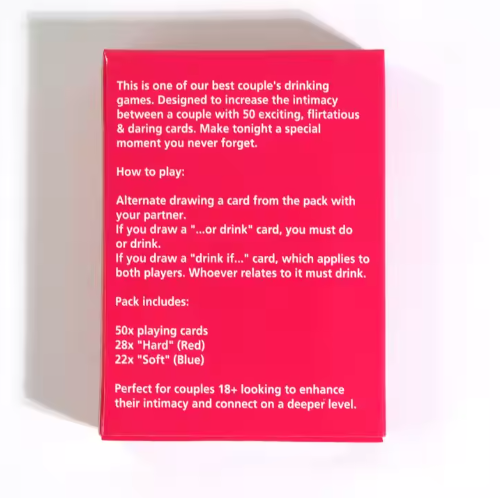 This is one of our best couple's drinking
games. Designed to increase the intimacy
between a couple with 50 exciting, flirtatious
& daring cards. Make tonight a special
moment you never forget.
How to play:
Alternate drawing a card from the pack with
your partner.
If you draw a "...or drink" card, you must do
or drink.
If you draw a "drink if..." card, which applies to
both players. Whoever relates to it must drink.
Pack includes:
50x playing cards
28x "Hard" (Red)
22x "Soft" (Blue)
Perfect for couples 18+ looking to enhance
their intimacy and connect on a deeper level.